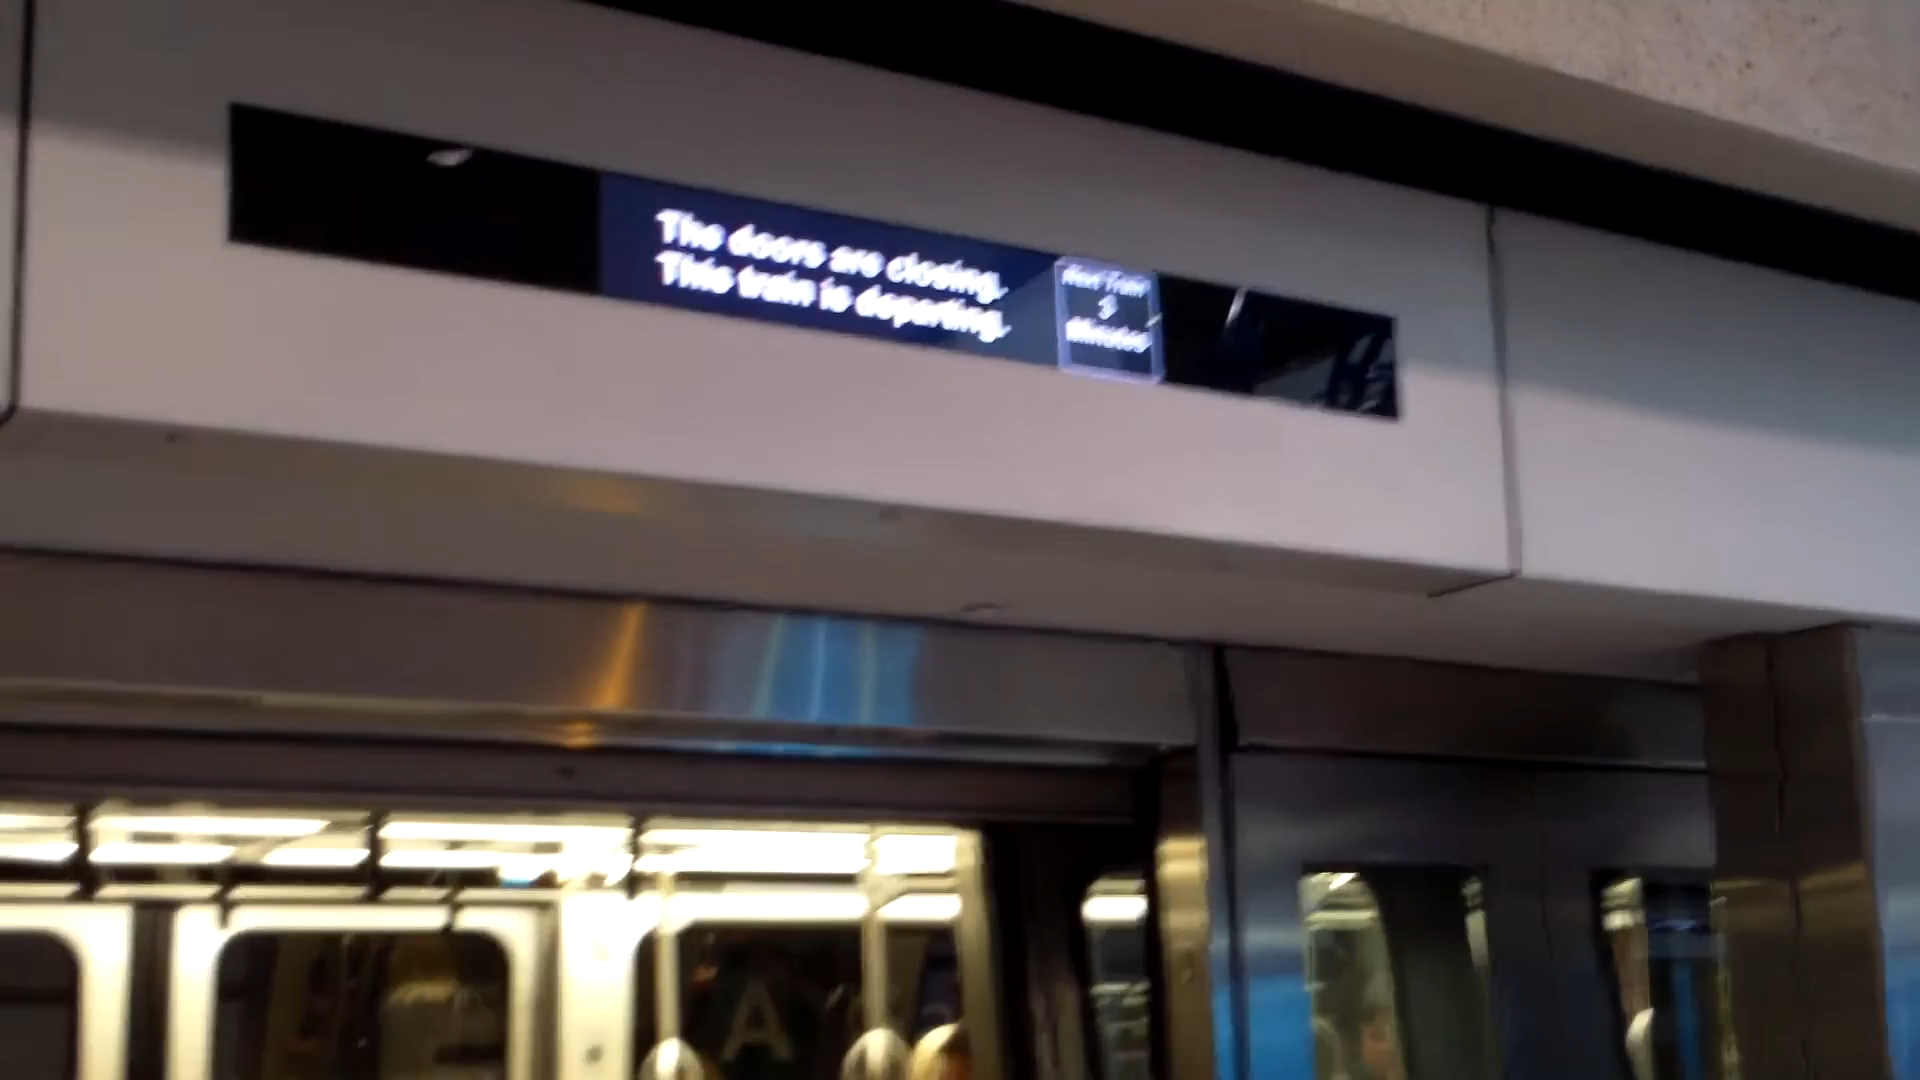 The doors are closing.
This train is departing.
Next Train
3
Minutes
A